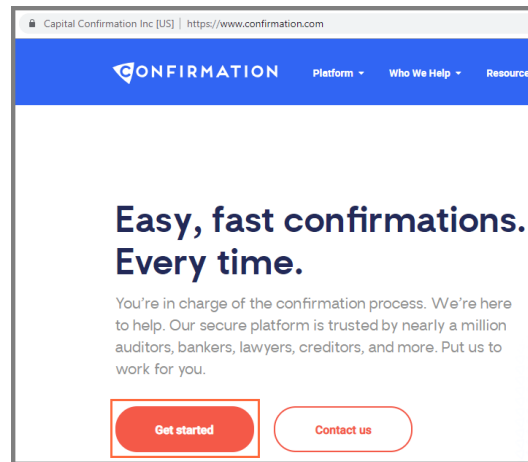 Capital Confirmation Inc [US] | https://www.confirmation.com
CONFIRMATION Platform Who We Help Resource
Easy, fast confirmations.
Every time.
You're in charge of the confirmation process. We're here
to help. Our secure platform is trusted by nearly a million
auditors, bankers, lawyers, creditors, and more. Put us to
work for you.
Get started Contact us